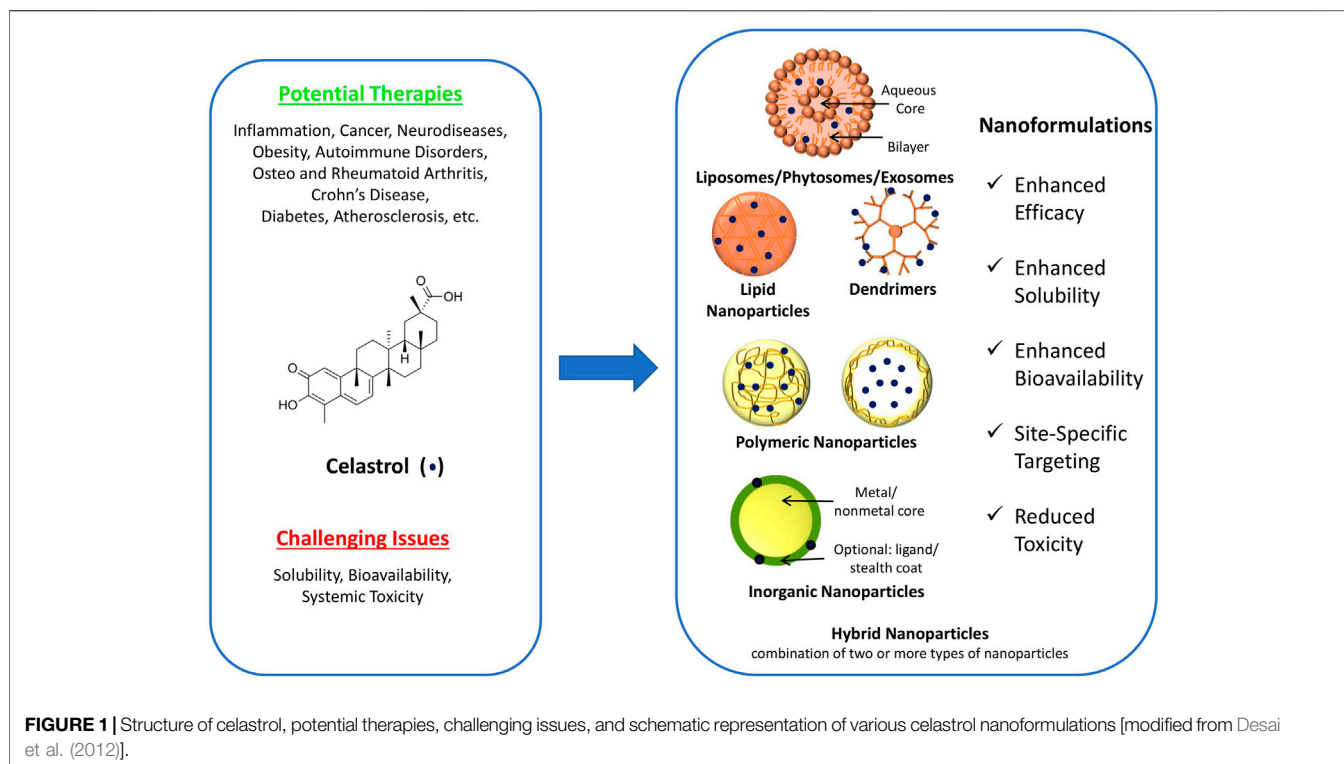 Potential Therapies
Inflammation, Cancer, Neurodiseases,
Obesity, Autoimmune Disorders,
Osteo and Rheumatoid Arthritis,
Crohn's Disease,
Diabetes, Atherosclerosis, etc.
O
OH
H
O
HO
Celastrol (•)
Challenging Issues
Solubility, Bioavailability,
Systemic Toxicity
Aqueous
Core
Bilayer
Liposomes/Phytosomes/Exosomes
Lipid
Nanoparticles
Dendrimers
Polymeric Nanoparticles
Metal/
nonmetal core
Optional: ligand/
stealth coat
Inorganic Nanoparticles
Hybrid Nanoparticles
combination of two or more types of nanoparticles
Nanoformulations
✓ Enhanced
Efficacy
✓ Enhanced
Solubility
✓ Enhanced
Bioavailability
✓ Site-Specific
Targeting
✓ Reduced
Toxicity
FIGURE 1 | Structure of celastrol, potential therapies, challenging issues, and schematic representation of various celastrol nanoformulations [modified from Desai
et al. (2012)].